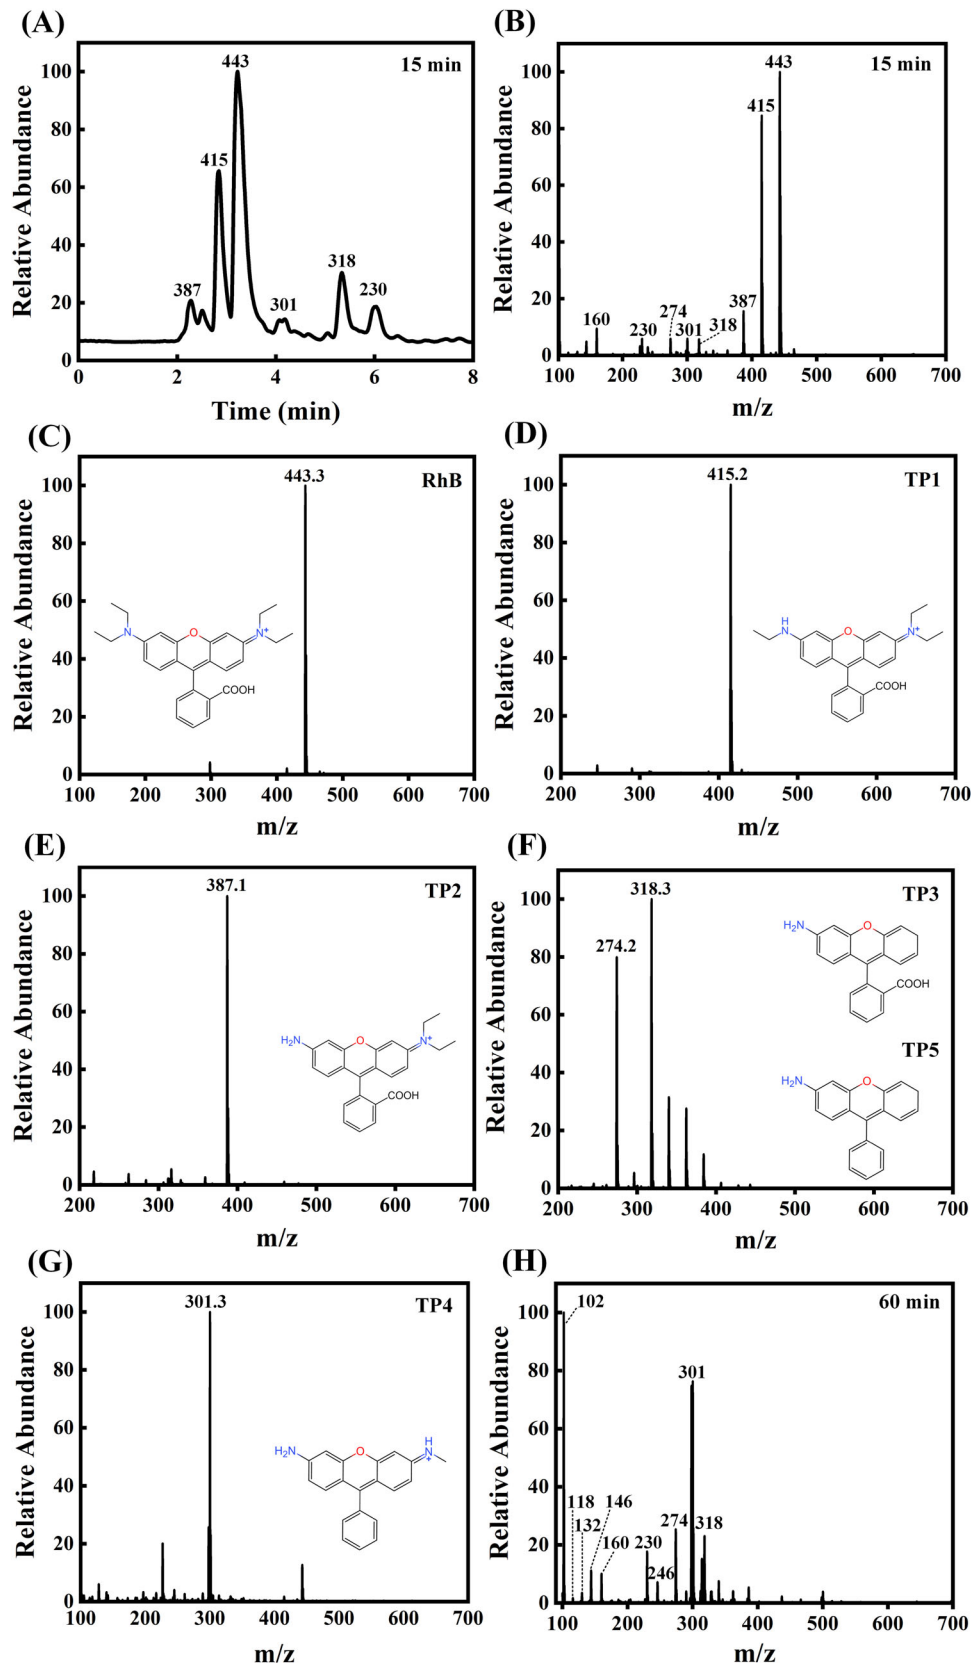 (A)
Relative Abundance
100
80
60
40
20
0
15 min
443
415
387
301
318
230
0
2
4
6
8
Time (min)
(B)
Relative Abundance
100
80
60
40
20
0
15 min
443
415
387
318
301
274
230
160
100
200
300
400
500
600
700
m/z
(C)
Relative Abundance
100
80
60
40
20
0
443.3
RhB
N
O
N+
COOH
100
200
300
400
500
600
700
m/z
(D)
Relative Abundance
100
80
60
40
20
0
415.2
TP1
H
N
O
N+
COOH
200
300
400
500
600
700
m/z
(E)
Relative Abundance
100
80
60
40
20
0
387.1
TP2
H2N
O
N+
COOH
200
300
400
500
600
700
m/z
(F)
Relative Abundance
100
80
60
40
20
0
318.3
274.2
TP3
H2N
O
COOH
TP5
H2N
O
200
300
400
500
600
700
m/z
(G)
Relative Abundance
100
80
60
40
20
0
301.3
TP4
H2N
O
H
N+
100
200
300
400
500
600
700
m/z
(H)
Relative Abundance
100
80
60
40
20
0
60 min
102
301
118
132
146
160
230
246
274
318
100
200
300
400
500
600
700
m/z